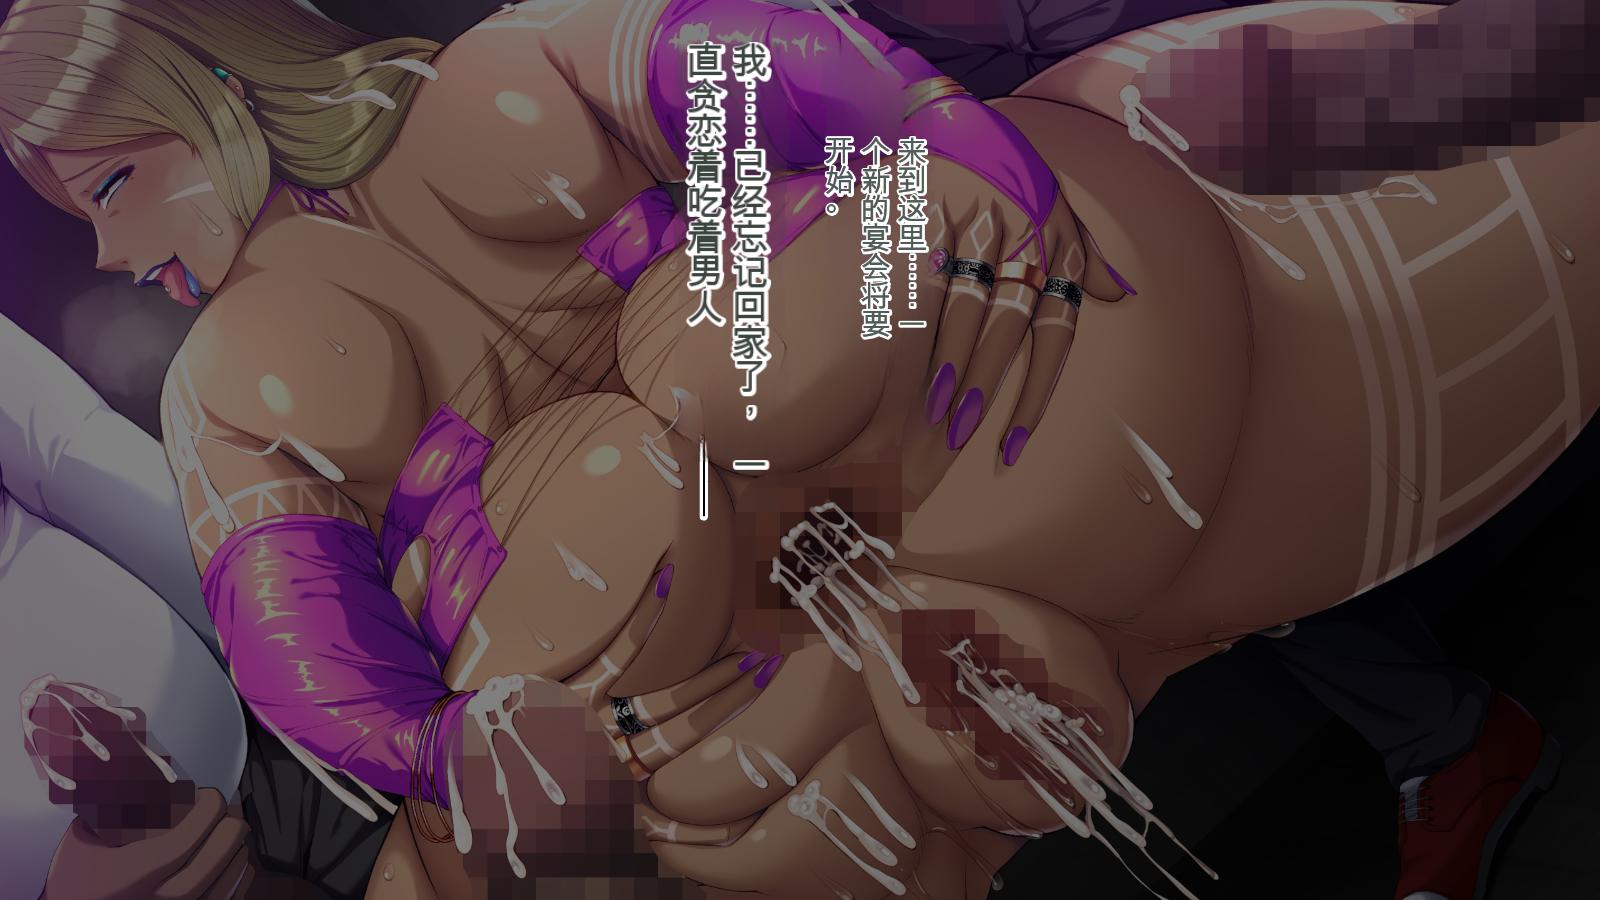 来到这里……一
个新的宴会将要
开始。
我……已经忘记回家了，一
直贪恋着吃着男人——